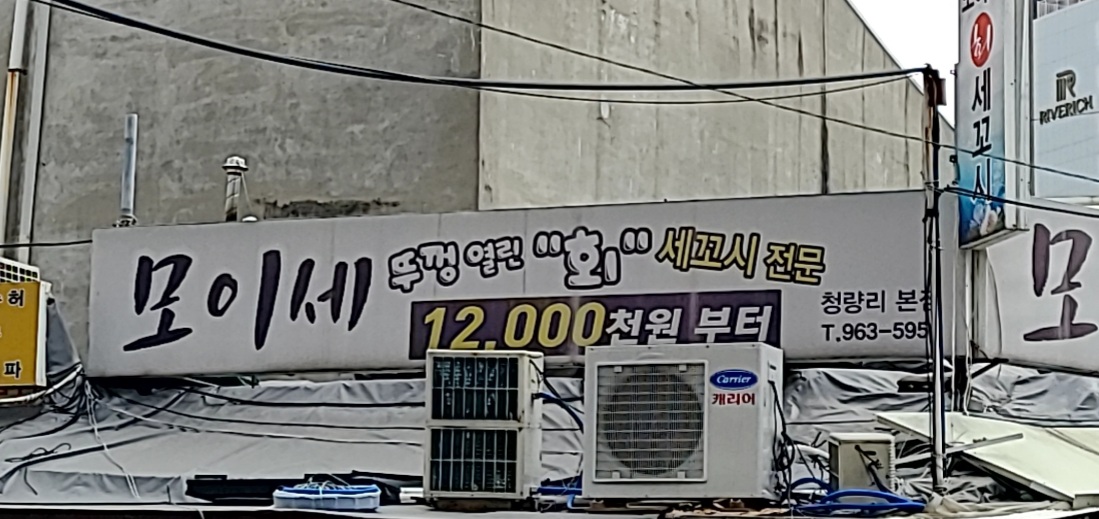 모이세
뚜껑 열린 "회" 세꼬시 전문
12,000천원 부터
청량리 본점
T.963-595
Carrier
캐리어
회
세꼬시
RIVERICH
모
허
파